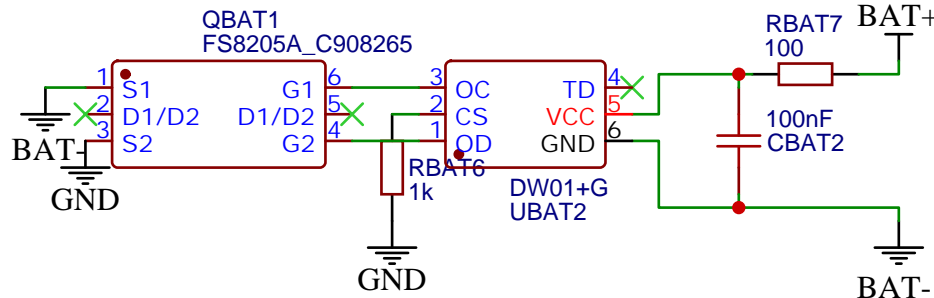 QBAT1
FS8205A_C908265
1
S1
2
D1/D2
3
S2
G1
6
D1/D2
5
G2
4
BAT-
GND
3
OC
2
CS
1
OD
TD
4
VCC
5
GND
6
DW01+G
UBAT2
RBAT6
1k
GND
RBAT7
100
BAT+
100nF
CBAT2
BAT-